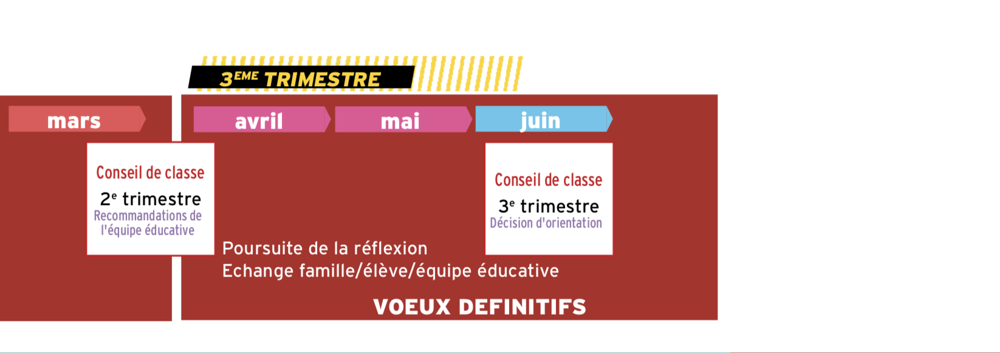 3EME TRIMESTRE
mars
avril
mai
juin
Conseil de classe
2e trimestre
Recommandations de
l'équipe éducative
Conseil de classe
3e trimestre
Décision d'orientation
Poursuite de la réflexion
Echange famille/élève/équipe éducative
VOEUX DEFINITIFS